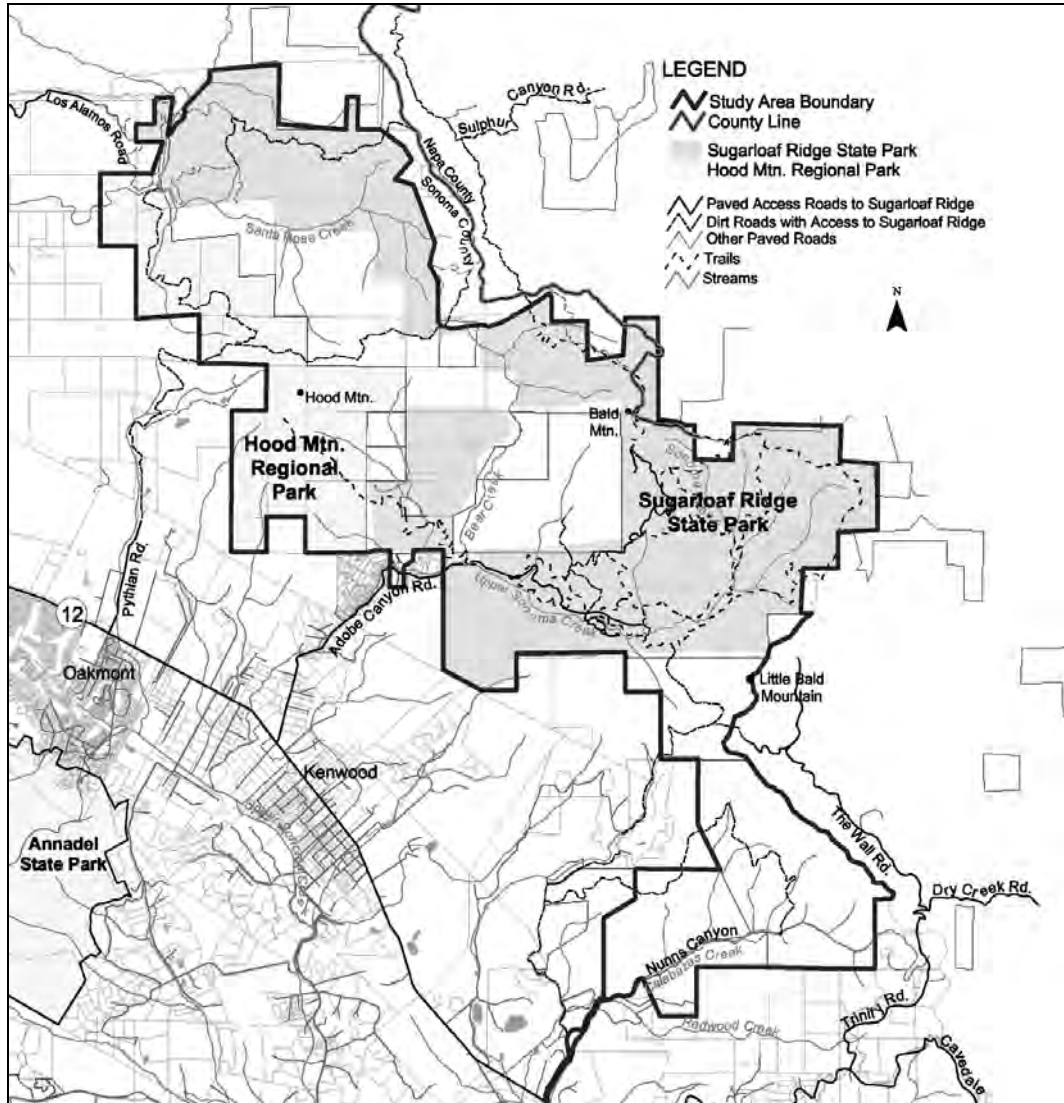 LEGEND
Study Area Boundary
County Line
Sugarloaf Ridge State Park
Hood Mtn. Regional Park
Paved Access Roads to Sugarloaf Ridge
Dirt Roads with Access to Sugarloaf Ridge
Other Paved Roads
Trails
Streams
N
Los Alamos Road
Sulphur Canyon Rd.
Napa County
Sonoma County
Santa Rosa Creek
Hood Mtn.
Bald
Mtn.
Hood Mtn.
Regional
Park
Bear Creek
Sugarloaf Ridge
State Park
Pythian Rd.
Adobe Canyon Rd.
Upper Sonoma Creek
12
Oakmont
Little Bald
Mountain
Kenwood
Annadel
State Park
The Wall Rd.
Dry Creek Rd.
Nunns Canyon
Calabazas Creek
Redwood Creek
Trinity Rd.
Cavedale